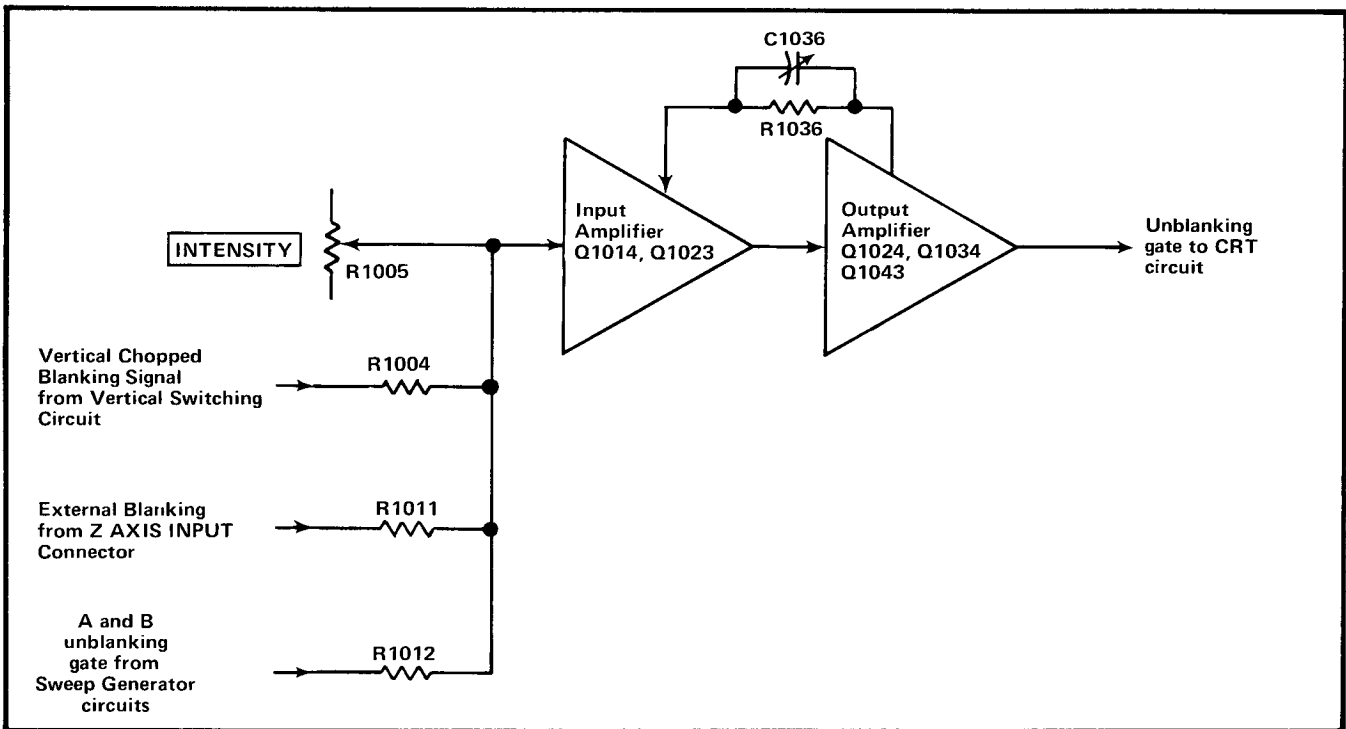 C1036
R1036
Input
Amplifier
Q1014, Q1023
Output
Amplifier
Q1024, Q1034
Q1043
Unblanking
gate to CRT
circuit
INTENSITY
R1005
Vertical Chopped
Blanking Signal
from Vertical Switching
Circuit
R1004
External Blanking
from Z AXIS INPUT
Connector
R1011
A and B
unblanking
gate from
Sweep Generator
circuits
R1012